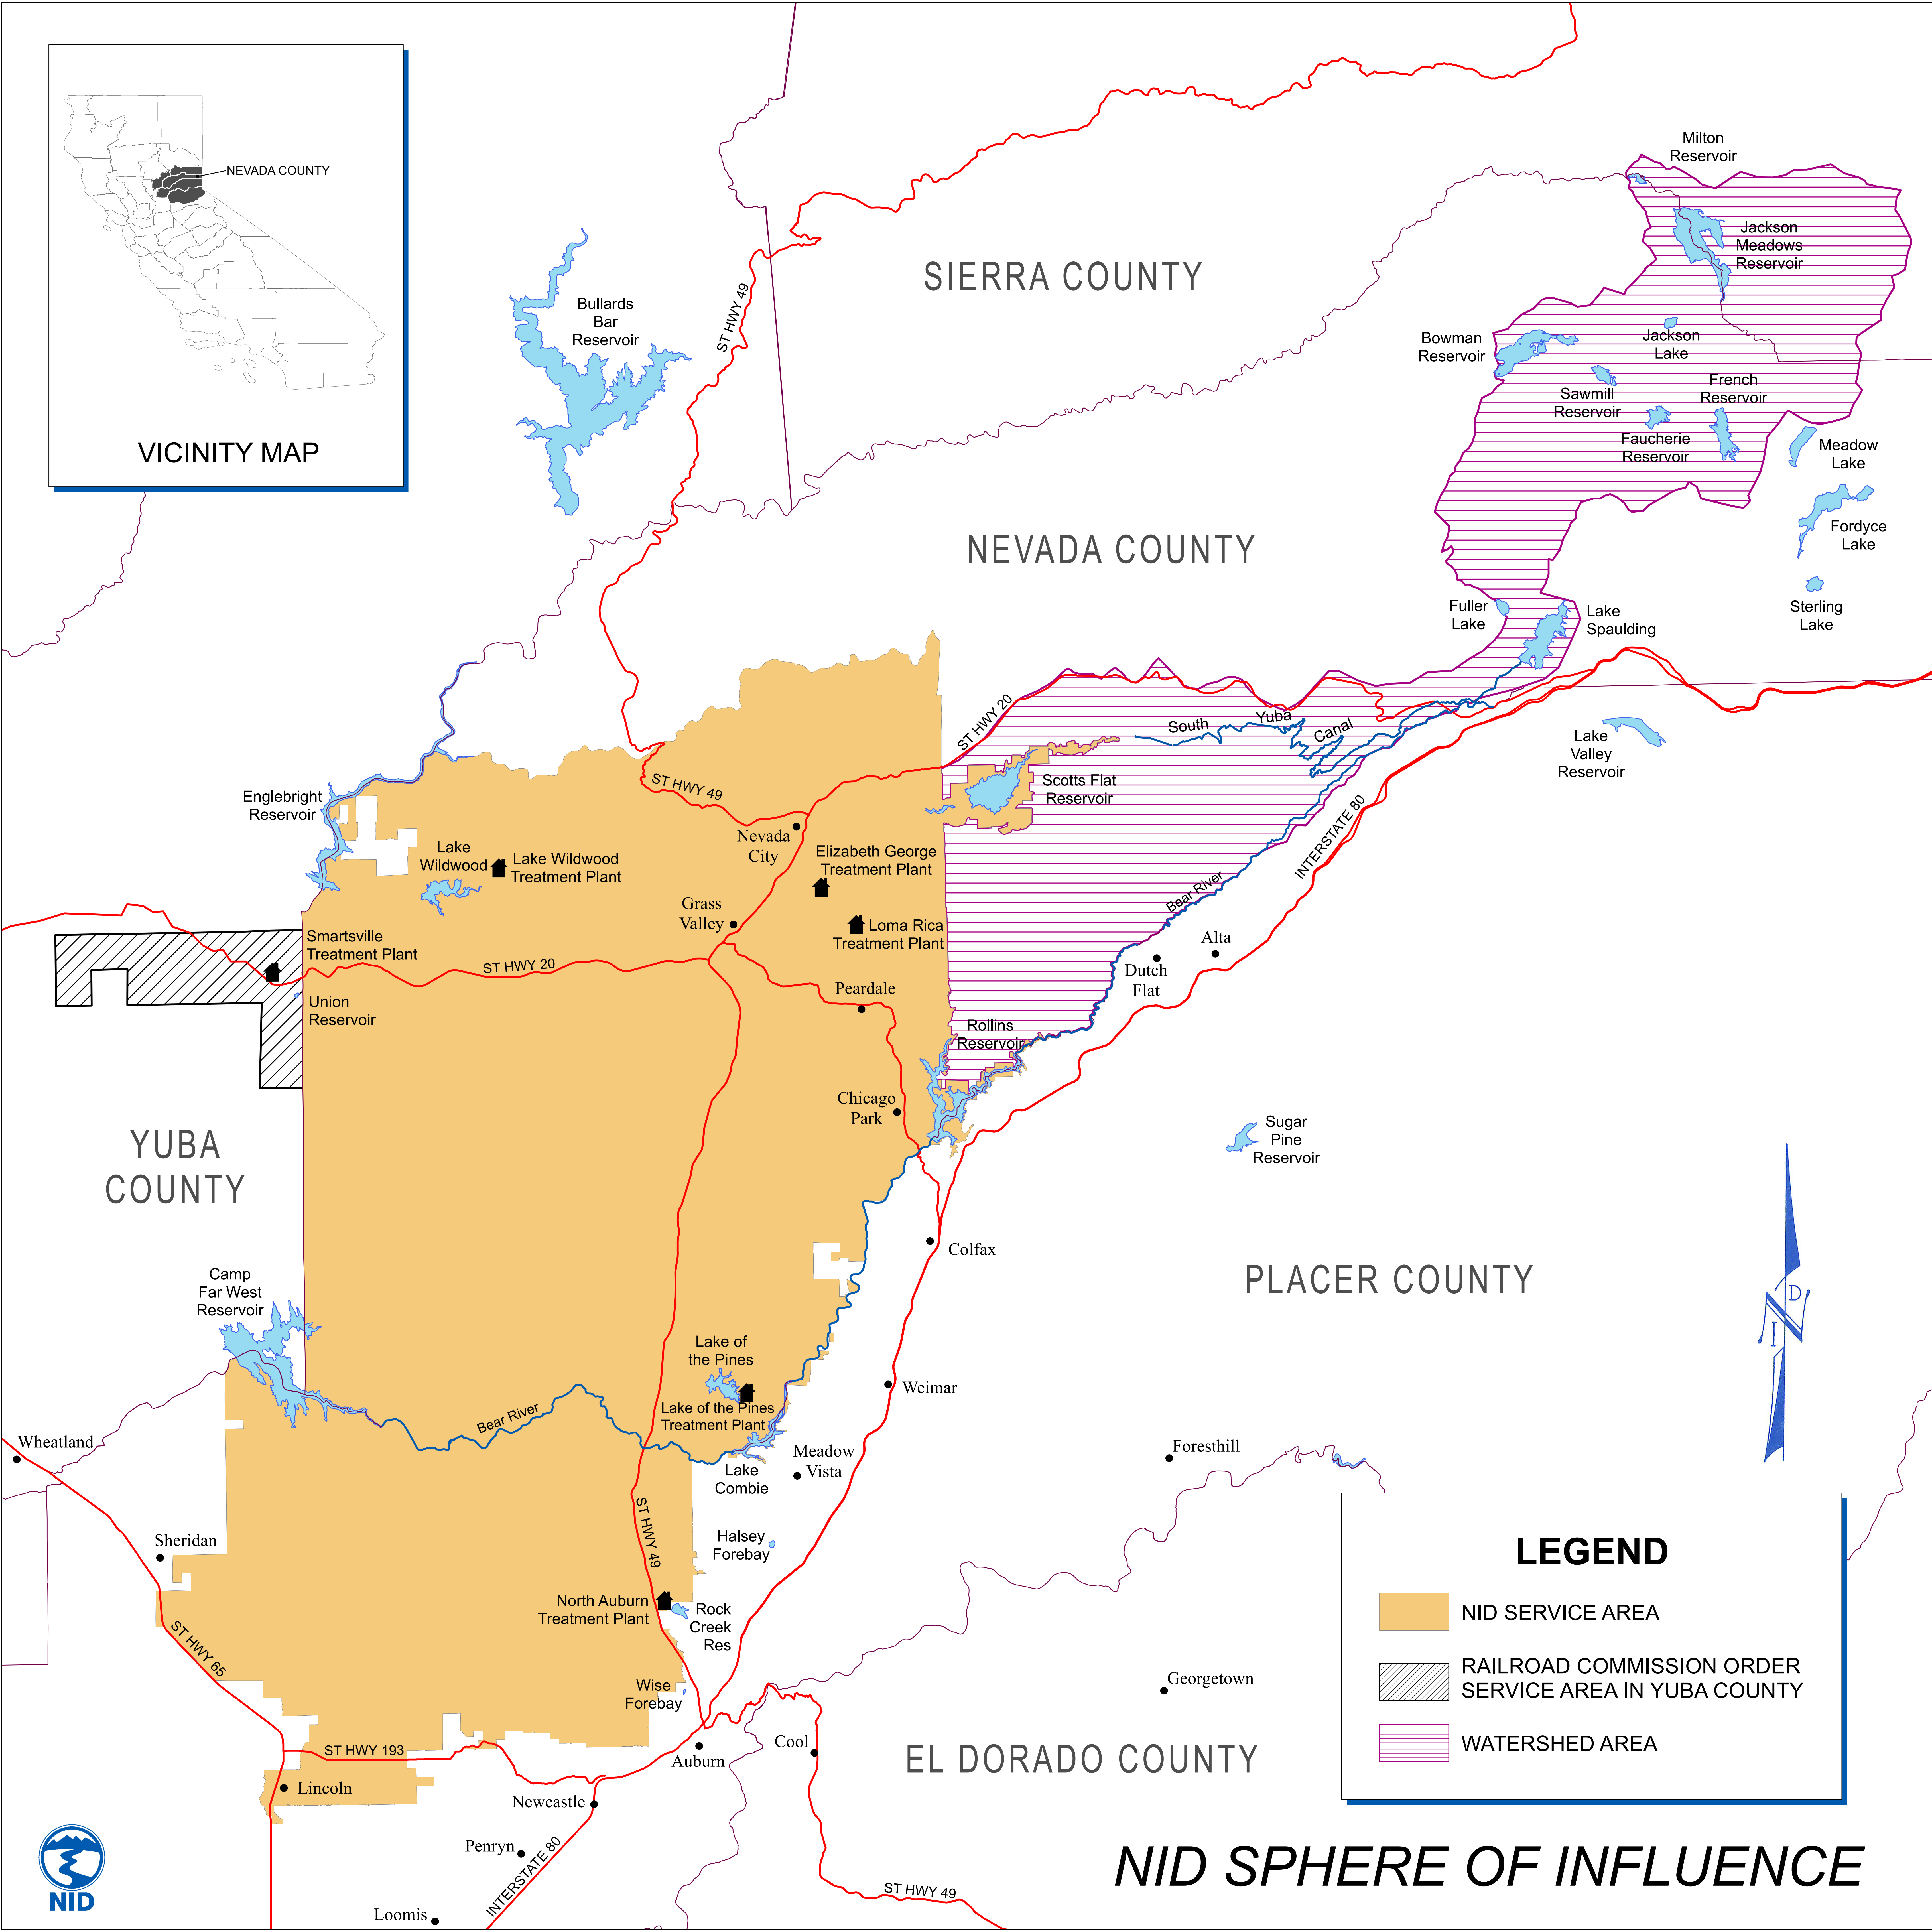 NEVADA COUNTY
VICINITY MAP
Milton
Reservoir
Jackson
Meadows
Reservoir
SIERRA COUNTY
ST HWY 49
Bullards
Bar
Reservoir
Bowman
Reservoir
Jackson
Lake
Sawmill
Reservoir
French
Reservoir
Faucherie
Reservoir
Meadow
Lake
Fordyce
Lake
NEVADA COUNTY
Fuller
Lake
Lake
Spaulding
Sterling
Lake
ST HWY 20
South
Yuba
Canal
Lake
Valley
Reservoir
Scotts Flat
Reservoir
ST HWY 49
Englebright
Reservoir
Nevada
City
INTERSTATE 80
Lake
Wildwood
Lake Wildwood
Treatment Plant
Elizabeth George
Treatment Plant
Bear River
Grass
Valley
Loma Rica
Treatment Plant
Smartsville
Treatment Plant
Alta
Dutch
Flat
ST HWY 20
Union
Reservoir
Peardale
Rollins
Reservoir
Chicago
Park
YUBA
COUNTY
Sugar
Pine
Reservoir
Colfax
PLACER COUNTY
Camp
Far West
Reservoir
N
I
D
Lake of
the Pines
Weimar
Lake of the Pines
Treatment Plant
Bear River
Wheatland
Meadow
Vista
Lake
Combie
Foresthill
ST HWY 49
Sheridan
Halsey
Forebay
North Auburn
Treatment Plant
Rock
Creek
Res
ST HWY 65
Wise
Forebay
Georgetown
ST HWY 193
Auburn
Cool
EL DORADO COUNTY
Lincoln
Newcastle
Penryn
INTERSTATE 80
Loomis
ST HWY 49
LEGEND
NID SERVICE AREA
RAILROAD COMMISSION ORDER
SERVICE AREA IN YUBA COUNTY
WATERSHED AREA
NID SPHERE OF INFLUENCE
NID